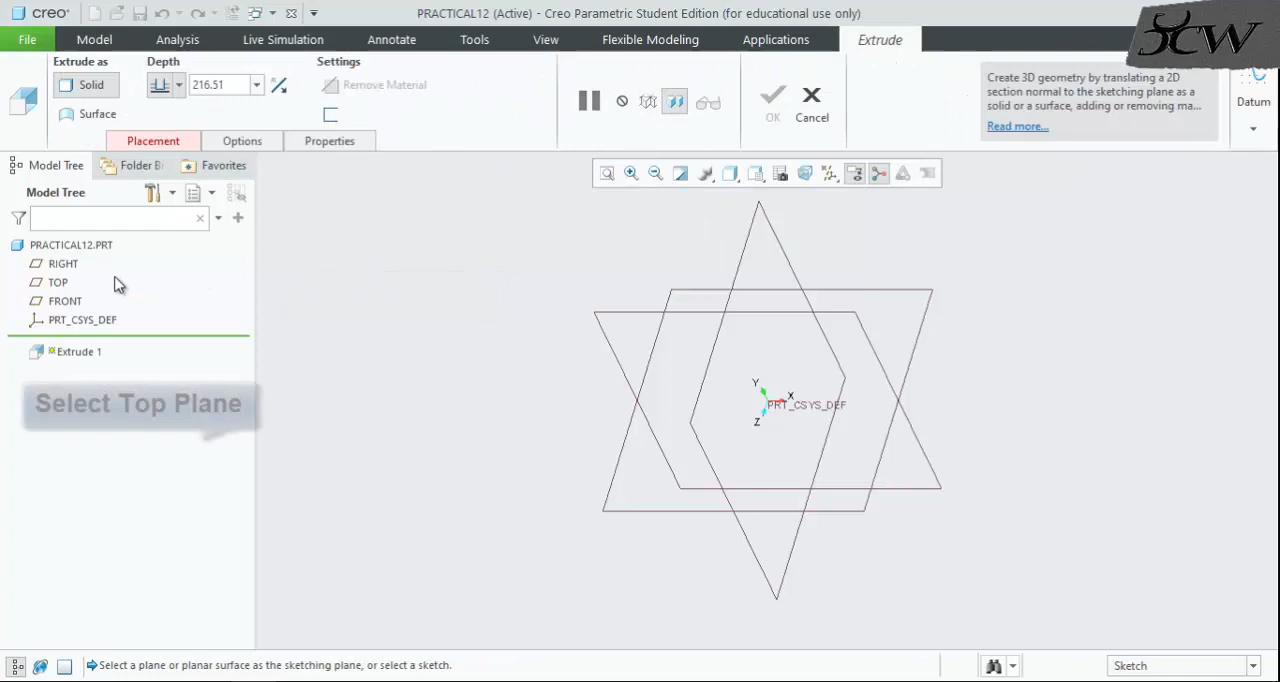 creo°
PRACTICAL12 (Active) - Creo Parametric Student Edition (for educational use only)
File Model Analysis Live Simulation Annotate Tools View Flexible Modeling Applications Extrude
Extrude as Depth Settings
Solid 216.51 Remove Material
Surface
OK Cancel
Create 3D geometry by translating a 2D
section normal to the sketching plane as a
solid or a surface, adding or removing ma...
Read more...
Datum
Placement Options Properties
Model Tree Folder B Favorites
Model Tree
PRACTICAL12.PRT
RIGHT
TOP
FRONT
PRT_CSYS_DEF
Extrude 1
Select Top Plane
Y
X
PRT_CSYS_DEF
Z
Select a plane or planar surface as the sketching plane, or select a sketch.
Sketch